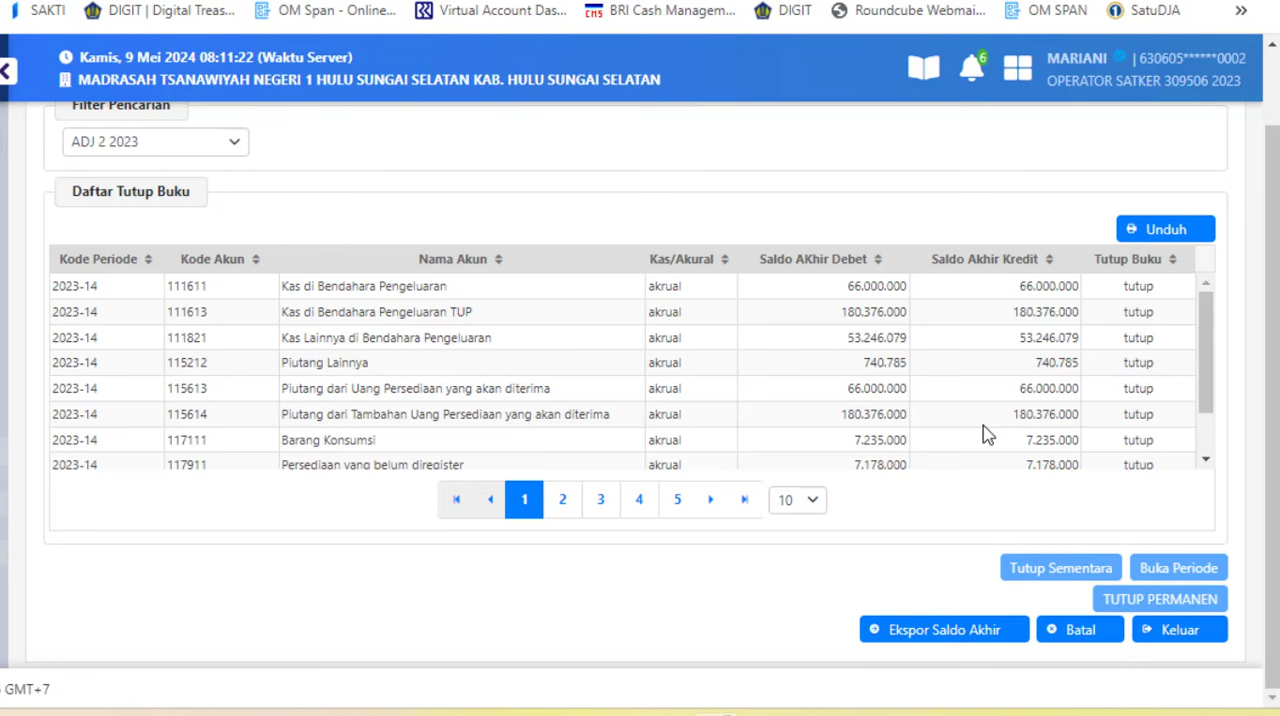 SAKTI DIGIT | Digital Treas... OM Span - Online... Virtual Account Das... BRI Cash Managem... DIGIT Roundcube Webmai... OM SPAN SatuDJA »
Kamis, 9 Mei 2024 08:11:22 (Waktu Server)
MADRASAH TSANAWIYAH NEGERI 1 HULU SUNGAI SELATAN KAB. HULU SUNGAI SELATAN
6
MARIANI | 630605******0002
OPERATOR SATKER 309506 2023
Filter Pencarian
ADJ 2 2023
Daftar Tutup Buku
Unduh
Kode Periode Kode Akun Nama Akun Kas/Akural Saldo AKhir Debet Saldo Akhir Kredit Tutup Buku
2023-14 111611 Kas di Bendahara Pengeluaran akrual 66.000.000 66.000.000 tutup
2023-14 111613 Kas di Bendahara Pengeluaran TUP akrual 180.376.000 180.376.000 tutup
2023-14 111821 Kas Lainnya di Bendahara Pengeluaran akrual 53.246.079 53.246.079 tutup
2023-14 115212 Piutang Lainnya akrual 740.785 740.785 tutup
2023-14 115613 Piutang dari Uang Persediaan yang akan diterima akrual 66.000.000 66.000.000 tutup
2023-14 115614 Piutang dari Tambahan Uang Persediaan yang akan diterima akrual 180.376.000 180.376.000 tutup
2023-14 117111 Barang Konsumsi akrual 7.235.000 7.235.000 tutup
2023-14 117911 Persediaan yang belum diregister akrual 7.178.000 7.178.000 tutup
1 2 3 4 5 10
Tutup Sementara Buka Periode
TUTUP PERMANEN
Ekspor Saldo Akhir Batal Keluar
GMT+7